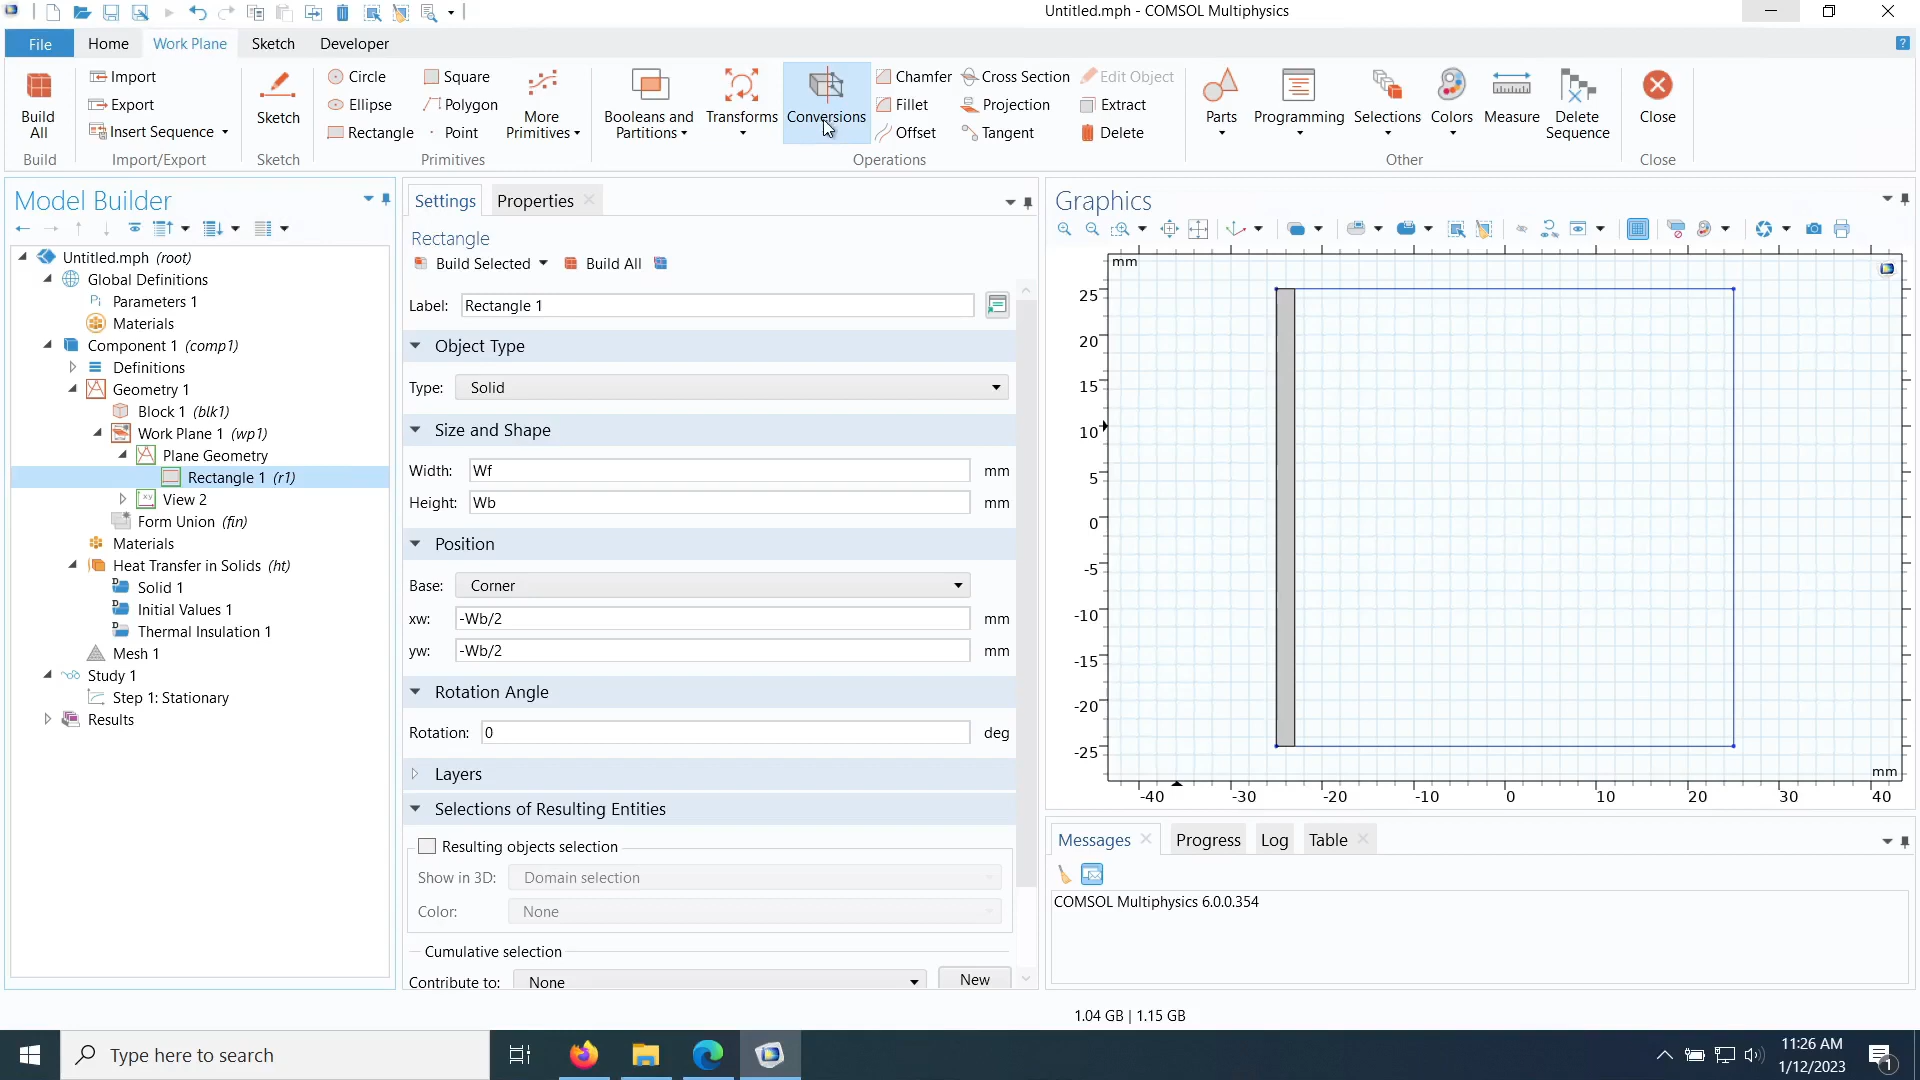 Untitled.mph - COMSOL Multiphysics
File
Home
Work Plane
Sketch
Developer
Build All
Build
Import
Export
Insert Sequence
Import/Export
Sketch
Sketch
Circle
Ellipse
Rectangle
Square
Polygon
Point
More Primitives
Primitives
Booleans and Partitions
Transforms
Conversions
Chamfer
Fillet
Offset
Cross Section
Projection
Tangent
Edit Object
Extract
Delete
Operations
Parts
Programming
Selections
Colors
Measure
Delete Sequence
Other
Close
Close
Model Builder
Untitled.mph (root)
Global Definitions
Pi Parameters 1
Materials
Component 1 (comp1)
Definitions
Geometry 1
Block 1 (blk1)
Work Plane 1 (wp1)
Plane Geometry
Rectangle 1 (r1)
View 2
Form Union (fin)
Materials
Heat Transfer in Solids (ht)
Solid 1
Initial Values 1
Thermal Insulation 1
Mesh 1
Study 1
Step 1: Stationary
Results
Settings
Properties
Rectangle
Build Selected
Build All
Label: Rectangle 1
Object Type
Type: Solid
Size and Shape
Width: Wf mm
Height: Wb mm
Position
Base: Corner
xw: -Wb/2 mm
yw: -Wb/2 mm
Rotation Angle
Rotation: 0 deg
Layers
Selections of Resulting Entities
Resulting objects selection
Show in 3D: Domain selection
Color: None
Cumulative selection
Contribute to: None New
Graphics
mm
25
20
15
10
5
0
-5
-10
-15
-20
-25
mm
-40 -30 -20 -10 0 10 20 30 40
Messages
Progress
Log
Table
COMSOL Multiphysics 6.0.0.354
1.04 GB | 1.15 GB
Type here to search
11:26 AM
1/12/2023
1